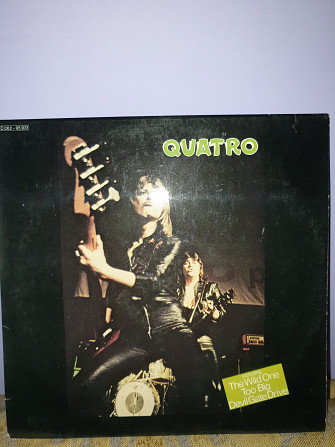 QUATRO
The Wild One
Too Big
Devil Gate Drive